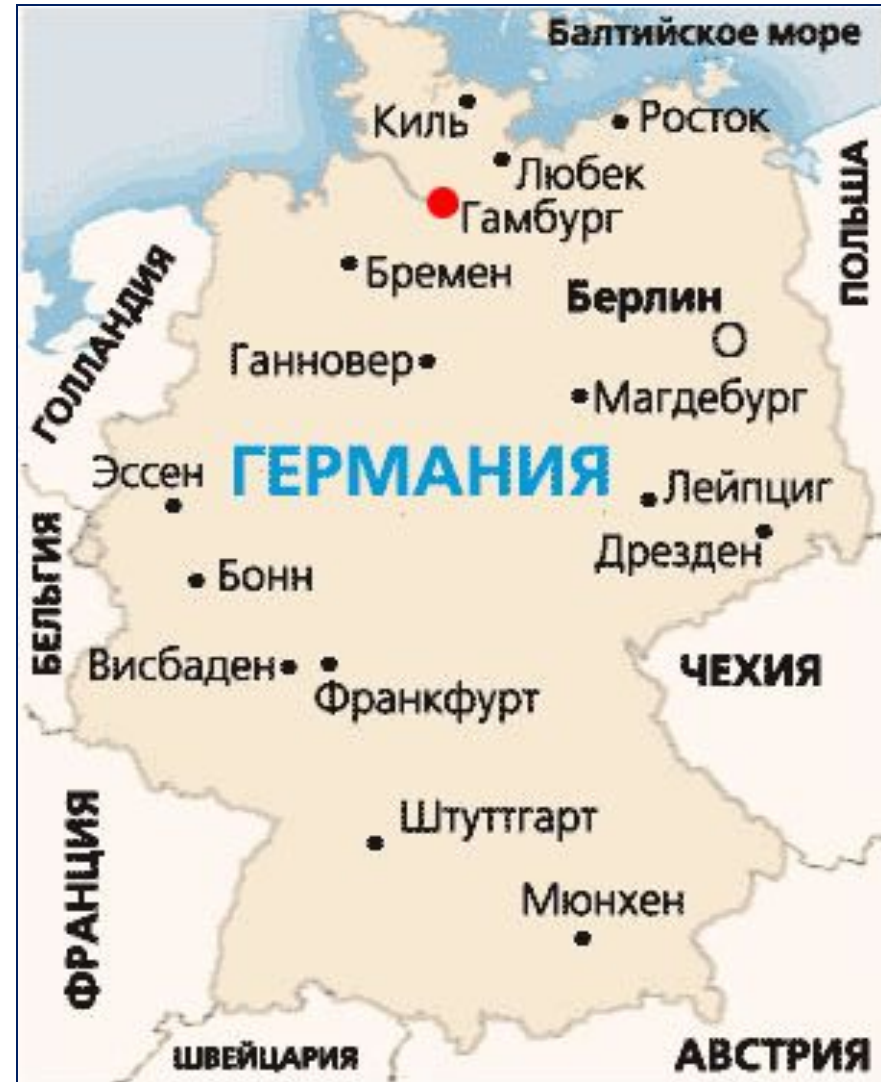 Балтийское море
Киль
Росток
Любек
Гамбург
ПОЛЬША
Бремен
ГОЛЛАНДИЯ
Берлин
Ганновер
Магдебург
Эссен
ГЕРМАНИЯ
Лейпциг
Дрезден
БЕЛЬГИЯ
Бонн
Висбаден
ЧЕХИЯ
Франкфурт
ФРАНЦИЯ
Штуттгарт
Мюнхен
ШВЕЙЦАРИЯ
АВСТРИЯ